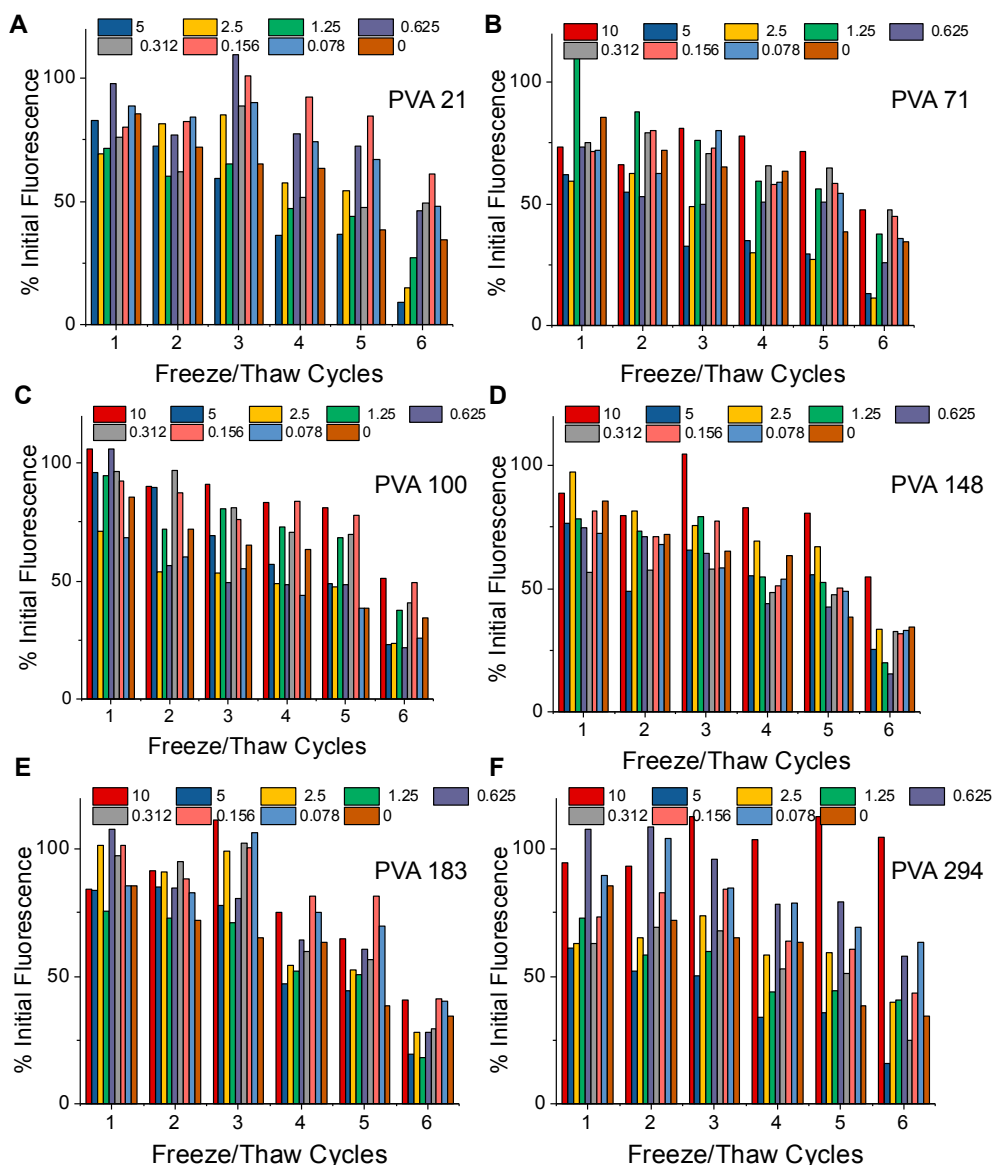 A
5 2.5 1.25 0.625
0.312 0.156 0.078 0
PVA 21
100
50
0
% Initial Fluorescence
1 2 3 4 5 6
Freeze/Thaw Cycles
B
10 5 2.5 1.25 0.625
0.312 0.156 0.078 0
PVA 71
100
50
0
% Initial Fluorescence
1 2 3 4 5 6
Freeze/Thaw Cycles
C
10 5 2.5 1.25 0.625
0.312 0.156 0.078 0
PVA 100
100
50
0
% Initial Fluorescence
1 2 3 4 5 6
Freeze/Thaw Cycles
D
10 5 2.5 1.25 0.625
0.312 0.156 0.078 0
PVA 148
100
50
0
% Initial Fluorescence
1 2 3 4 5 6
Freeze/Thaw Cycles
E
10 5 2.5 1.25 0.625
0.312 0.156 0.078 0
PVA 183
100
50
0
% Initial Fluorescence
1 2 3 4 5 6
Freeze/Thaw Cycles
F
10 5 2.5 1.25 0.625
0.312 0.156 0.078 0
PVA 294
100
50
0
% Initial Fluorescence
1 2 3 4 5 6
Freeze/Thaw Cycles